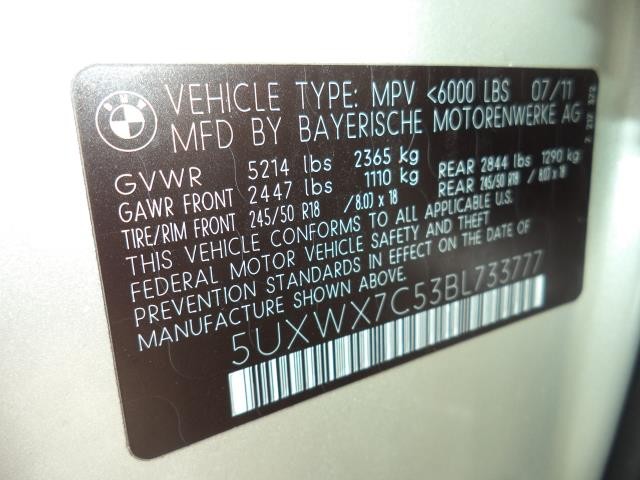 BMW
VEHICLE TYPE: MPV <6000 LBS 07/11
MFD BY BAYERISCHE MOTORENWERKE AG
GVWR 5214 lbs 2365 kg
GAWR FRONT 2447 lbs 1110 kg REAR 2844 lbs 1290 kg
TIRE/RIM FRONT 245/50 R18 / 8.0J x 18 REAR 245/50 R18 / 8.0J x 18
THIS VEHICLE CONFORMS TO ALL APPLICABLE U.S.
FEDERAL MOTOR VEHICLE SAFETY AND THEFT
PREVENTION STANDARDS IN EFFECT ON THE DATE OF
MANUFACTURE SHOWN ABOVE.
5UXWX7C53BL733777